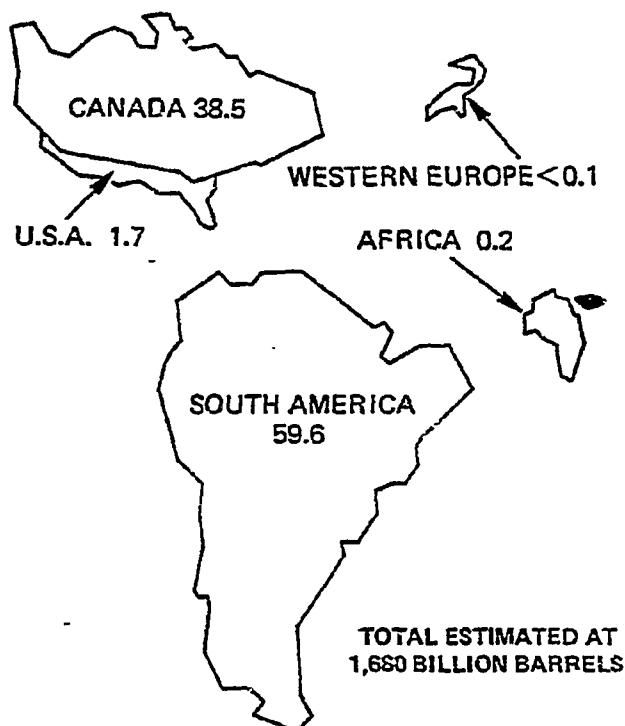 CANADA 38.5
WESTERN EUROPE<0.1
U.S.A. 1.7
AFRICA 0.2
SOUTH AMERICA
59.6
TOTAL ESTIMATED AT
1,680 BILLION BARRELS